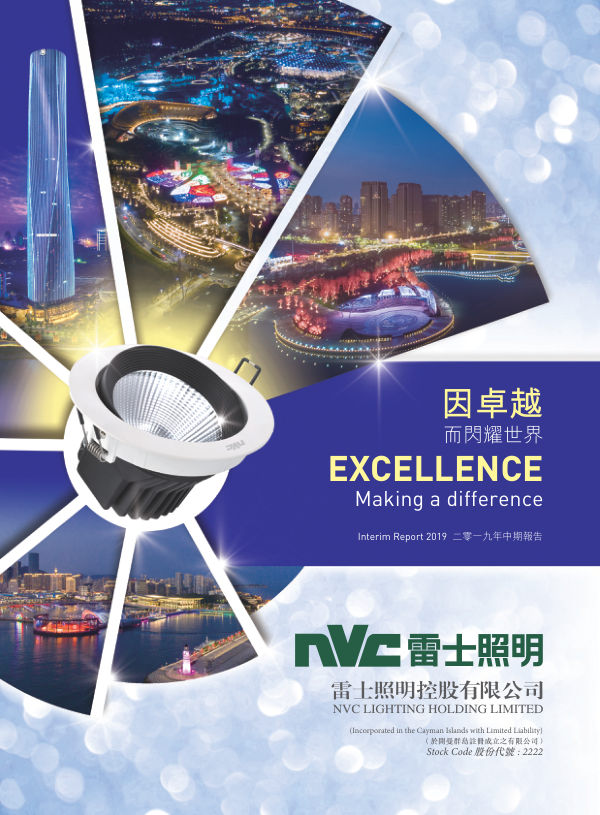 因卓越
而閃耀世界
EXCELLENCE
Making a difference
Interim Report 2019 二零一九年中期報告
nvc
nvc 雷士照明
雷士照明控股有限公司
NVC LIGHTING HOLDING LIMITED
(Incorporated in the Cayman Islands with Limited Liability)
(於開曼群島註冊成立之有限公司)
Stock Code 股份代號 : 2222